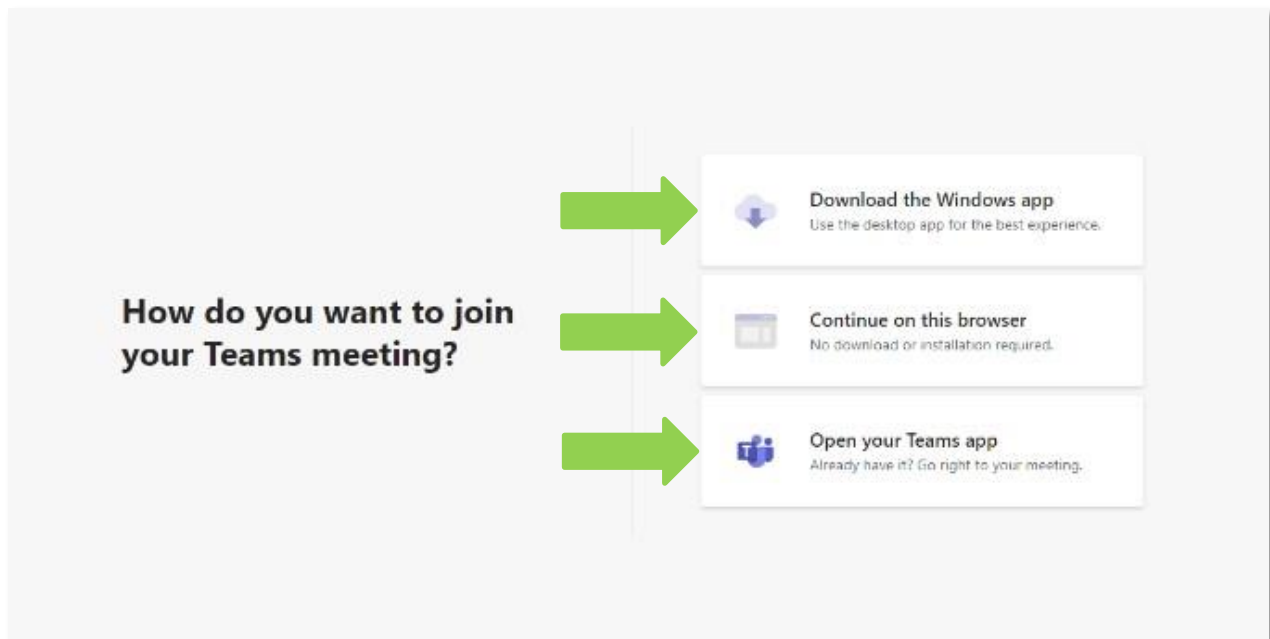 How do you want to join
your Teams meeting?
Download the Windows app
Use the desktop app for the best experience.
Continue on this browser
No download or installation required.
Open your Teams app
Already have it? Go right to your meeting.